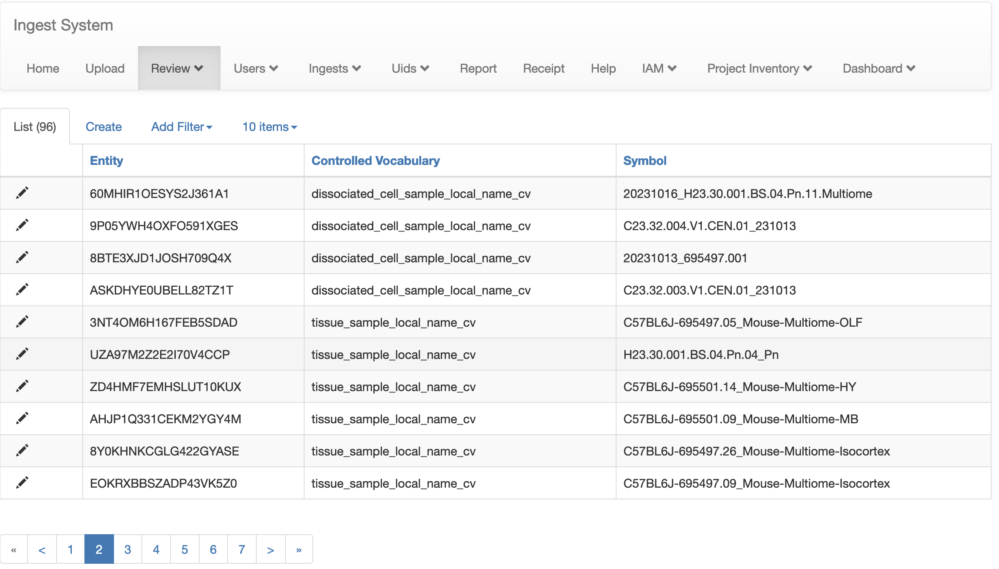 Ingest System
Home Upload Review Users Ingests Uids Report Receipt Help IAM Project Inventory Dashboard
List (96) Create Add Filter 10 items
Entity Controlled Vocabulary Symbol
60MHIR1OESYS2J361A1 dissociated_cell_sample_local_name_cv 20231016_H23.30.001.BS.04.Pn.11.Multiome
9P05YWH4OXFO591XGES dissociated_cell_sample_local_name_cv C23.32.004.V1.CEN.01_231013
8BTE3XJD1JOSH709Q4X dissociated_cell_sample_local_name_cv 20231013_695497.001
ASKDHYE0UBELL82TZ1T dissociated_cell_sample_local_name_cv C23.32.003.V1.CEN.01_231013
3NT4OM6H167FEB5SDAD tissue_sample_local_name_cv C57BL6J-695497.05_Mouse-Multiome-OLF
UZA97M2Z2E2I70V4CCP tissue_sample_local_name_cv H23.30.001.BS.04.Pn.04_Pn
ZD4HMF7EMHSLUT10KUX tissue_sample_local_name_cv C57BL6J-695501.14_Mouse-Multiome-HY
AHJP1Q331CEKM2YGY4M tissue_sample_local_name_cv C57BL6J-695501.09_Mouse-Multiome-MB
8Y0KHNKCGLG422GYASE tissue_sample_local_name_cv C57BL6J-695497.26_Mouse-Multiome-Isocortex
EOKRXBBSZADP43VK5Z0 tissue_sample_local_name_cv C57BL6J-695497.09_Mouse-Multiome-Isocortex
« < 1 2 3 4 5 6 7 > »